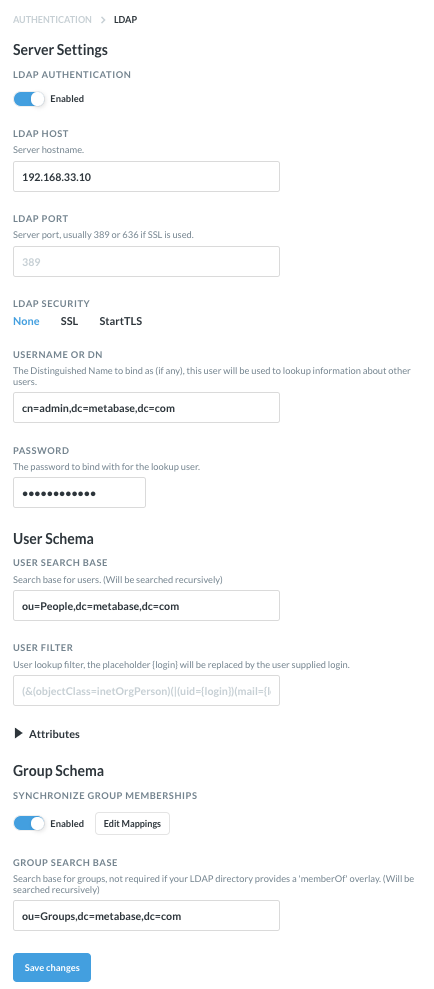 AUTHENTICATION > LDAP
Server Settings
LDAP AUTHENTICATION
Enabled
LDAP HOST
Server hostname.
192.168.33.10
LDAP PORT
Server port, usually 389 or 636 if SSL is used.
389
LDAP SECURITY
None SSL StartTLS
USERNAME OR DN
The Distinguished Name to bind as (if any), this user will be used to lookup information about other
users.
cn=admin,dc=metabase,dc=com
PASSWORD
The password to bind with for the lookup user.
••••••••••••
User Schema
USER SEARCH BASE
Search base for users. (Will be searched recursively)
ou=People,dc=metabase,dc=com
USER FILTER
User lookup filter, the placeholder {login} will be replaced by the user supplied login.
(&(objectClass=inetOrgPerson)(|(uid={login})(mail={l
Attributes
Group Schema
SYNCHRONIZE GROUP MEMBERSHIPS
Enabled Edit Mappings
GROUP SEARCH BASE
Search base for groups, not required if your LDAP directory provides a 'memberOf' overlay. (Will be
searched recursively)
ou=Groups,dc=metabase,dc=com
Save changes